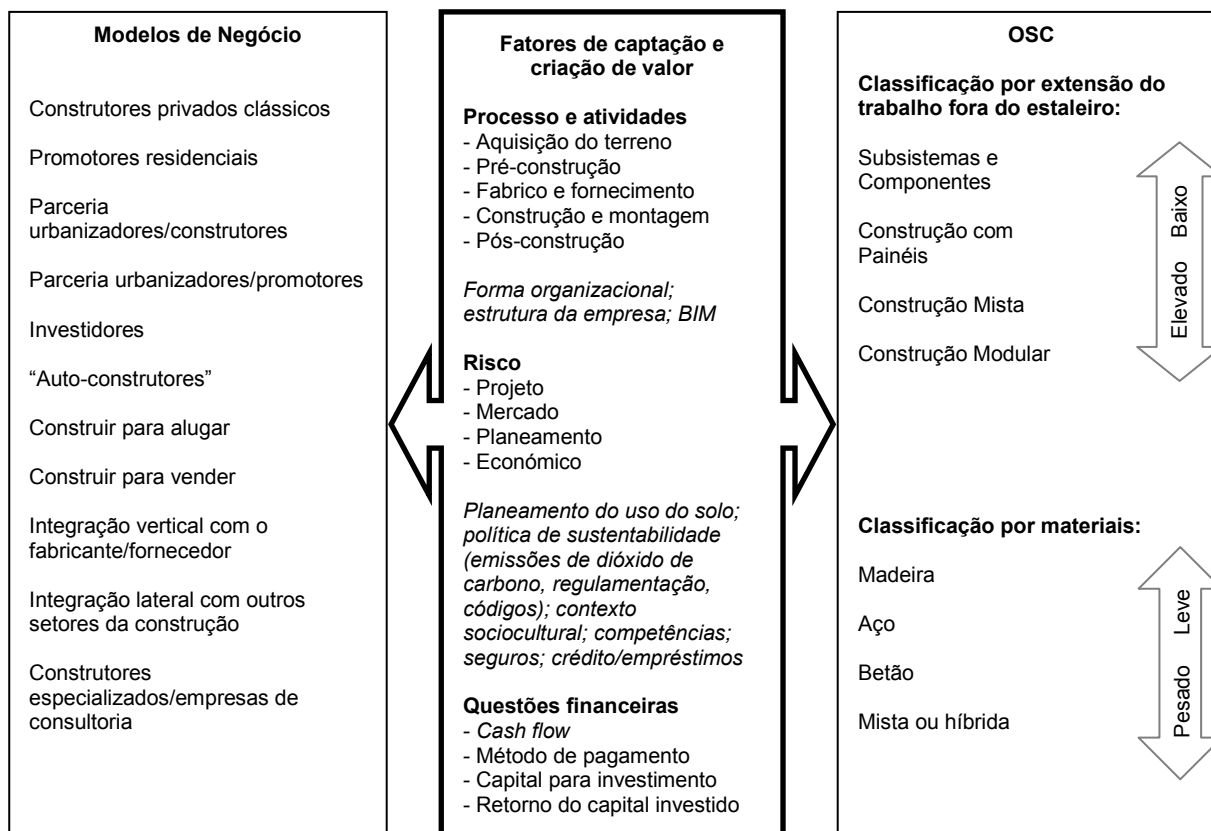 Modelos de Negócio
Construtores privados clássicos
Promotores residenciais
Parceria
urbanizadores/construtores
Parceria urbanizadores/promotores
Investidores
“Auto-construtores”
Construir para alugar
Construir para vender
Integração vertical com o
fabricante/fornecedor
Integração lateral com outros
setores da construção
Construtores
especializados/empresas de
consultoria
Fatores de captação e
criação de valor
Processo e atividades
- Aquisição do terreno
- Pré-construção
- Fabrico e fornecimento
- Construção e montagem
- Pós-construção
Forma organizacional;
estrutura da empresa; BIM
Risco
- Projeto
- Mercado
- Planeamento
- Económico
Planeamento do uso do solo;
política de sustentabilidade
(emissões de dióxido de
carbono, regulamentação,
códigos); contexto
sociocultural; competências;
seguros; crédito/empréstimos
Questões financeiras
- Cash flow
- Método de pagamento
- Capital para investimento
- Retorno do capital investido
OSC
Classificação por extensão do
trabalho fora do estaleiro:
Subsistemas e
Componentes
Construção com
Painéis
Construção Mista
Construção Modular
Elevado Baixo
Classificação por materiais:
Madeira
Aço
Betão
Mista ou híbrida
Pesado Leve